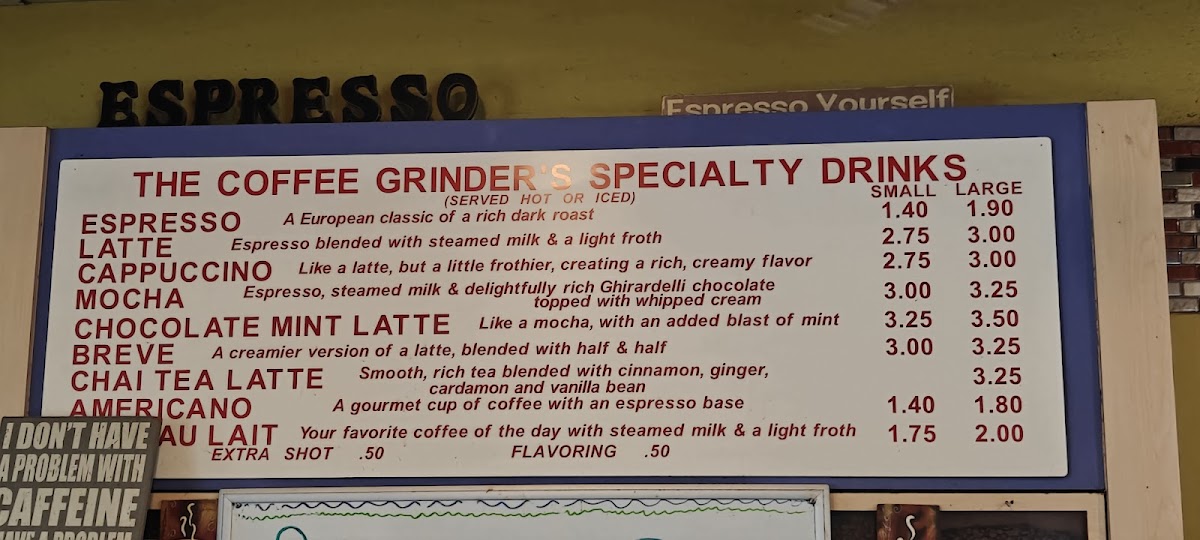 ESPRESSO
Espresso Yourself
THE COFFEE GRINDER'S SPECIALTY DRINKS
(SERVED HOT OR ICED)
SMALL LARGE
ESPRESSO A European classic of a rich dark roast 1.40 1.90
LATTE Espresso blended with steamed milk & a light froth 2.75 3.00
CAPPUCCINO Like a latte, but a little frothier, creating a rich, creamy flavor 2.75 3.00
MOCHA Espresso, steamed milk & delightfully rich Ghirardelli chocolate 3.00 3.25
topped with whipped cream
CHOCOLATE MINT LATTE Like a mocha, with an added blast of mint 3.25 3.50
BREVE A creamier version of a latte, blended with half & half 3.00 3.25
CHAI TEA LATTE Smooth, rich tea blended with cinnamon, ginger, 3.25
cardamon and vanilla bean
AMERICANO A gourmet cup of coffee with an espresso base 1.40 1.80
AU LAIT Your favorite coffee of the day with steamed milk & a light froth 1.75 2.00
EXTRA SHOT .50 FLAVORING .50
I DON'T HAVE
A PROBLEM WITH
CAFFEINE
A PROBLEM